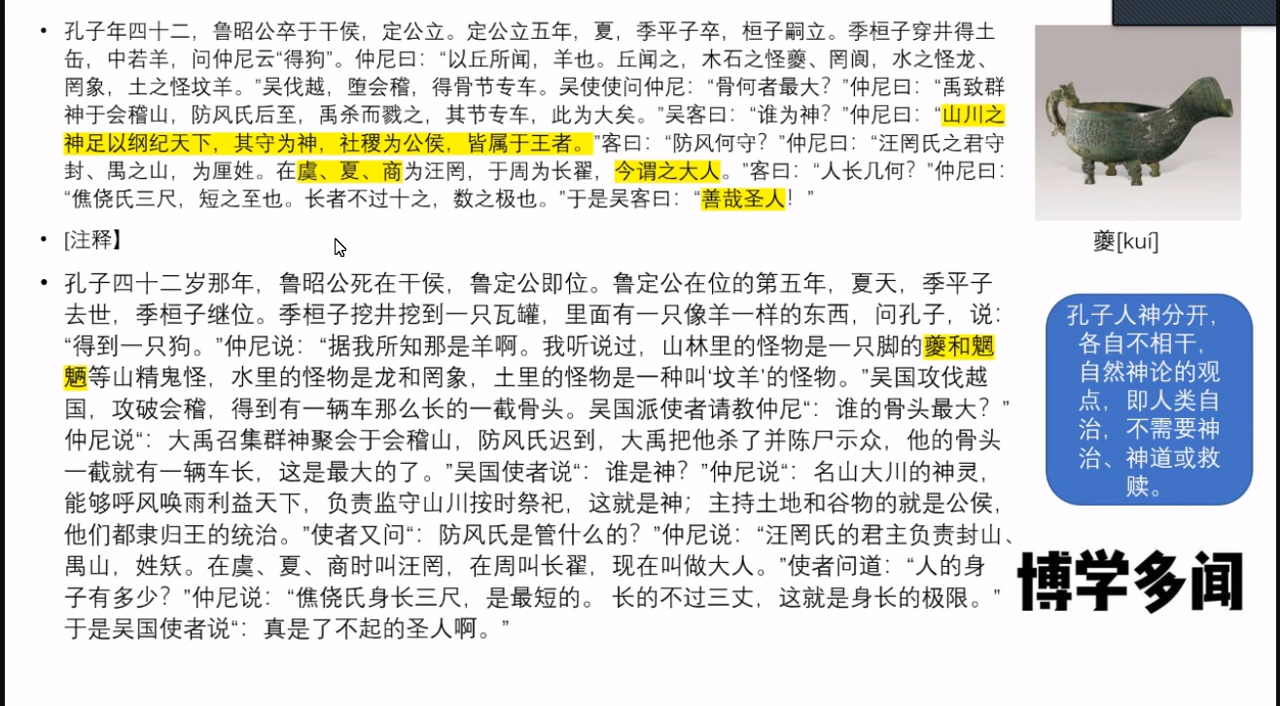 • 孔子年四十二，鲁昭公卒于干侯，定公立。定公立五年，夏，季平子卒，桓子嗣立。季桓子穿井得土
缶，中若羊，问仲尼云“得狗”。仲尼曰：“以丘所闻，羊也。丘闻之，木石之怪夔、罔阆，水之怪龙、
罔象，土之怪坟羊。”吴伐越，堕会稽，得骨节专车。吴使使问仲尼：“骨何者最大？”仲尼曰：“禹致群
神于会稽山，防风氏后至，禹杀而戮之，其节专车，此为大矣。”吴客曰：“谁为神？”仲尼曰：“山川之
神足以纲纪天下，其守为神，社稷为公侯，皆属于王者。”客曰：“防风何守？”仲尼曰：“汪罔氏之君守
封、禺之山，为厘姓。在虞、夏、商为汪罔，于周为长翟，今谓之大人。”客曰：“人长几何？”仲尼曰：
“僬侥氏三尺，短之至也。长者不过十之，数之极也。”于是吴客曰：“善哉圣人！”
• [注释】
• 孔子四十二岁那年，鲁昭公死在干侯，鲁定公即位。鲁定公在位的第五年，夏天，季平子
去世，季桓子继位。季桓子挖井挖到一只瓦罐，里面有一只像羊一样的东西，问孔子，说：
“得到一只狗。”仲尼说：“据我所知那是羊啊。我听说过，山林里的怪物是一只脚的夔和魍
魉等山精鬼怪，水里的怪物是龙和罔象，土里的怪物是一种叫‘坟羊’的怪物。”吴国攻伐越
国，攻破会稽，得到有一辆车那么长的一截骨头。吴国派使者请教仲尼“：谁的骨头最大？”
仲尼说“：大禹召集群神聚会于会稽山，防风氏迟到，大禹把他杀了并陈尸示众，他的骨头
一截就有一辆车长，这是最大的了。”吴国使者说“：谁是神？”仲尼说“：名山大川的神灵，
能够呼风唤雨利益天下，负责监守山川按时祭祀，这就是神；主持土地和谷物的就是公侯，
他们都隶归王的统治。”使者又问“：防风氏是管什么的？”仲尼说：“汪罔氏的君主负责封山、
禺山，姓矨。在虞、夏、商时叫汪罔，在周叫长翟，现在叫做大人。”使者问道：“人的身
子有多少？”仲尼说：“僬侥氏身长三尺，是最短的。 长的不过三丈，这就是身长的极限。”
于是吴国使者说“：真是了不起的圣人啊。”
夔[kuí]
孔子人神分开，
各自不相干，
自然神论的观
点，即人类自
治，不需要神
治、神道或救
赎。
博学多闻